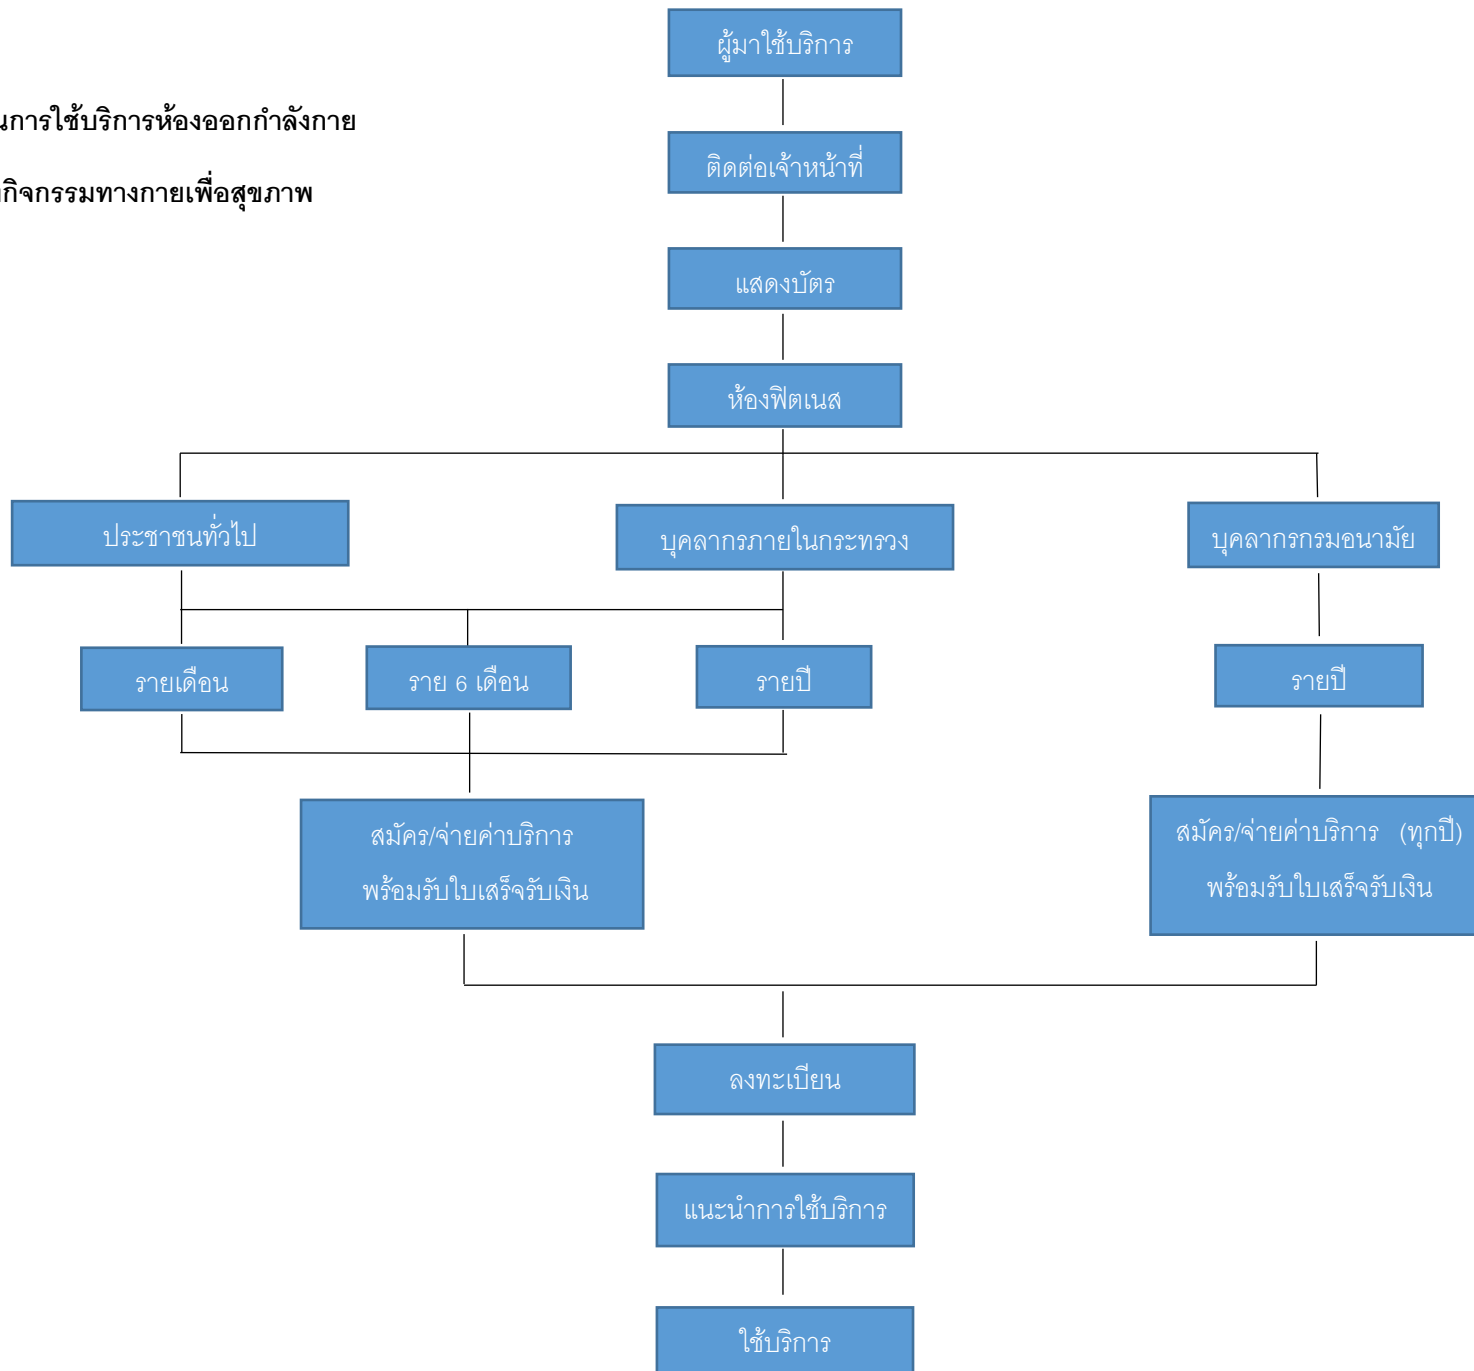 ผู้มาใช้บริการ
การใช้บริการห้องออกกำลังกาย
กิจกรรมทางกายเพื่อสุขภาพ
ติดต่อเจ้าหน้าที่
แสดงบัตร
ห้องฟิตเนส
ประชาชนทั่วไป
บุคลากรภายในกระทรวง
บุคลากรกรมอนามัย
รายเดือน
ราย 6 เดือน
รายปี
รายปี
สมัคร/จ่ายค่าบริการ
พร้อมรับใบเสร็จรับเงิน
สมัคร/จ่ายค่าบริการ (ทุกปี)
พร้อมรับใบเสร็จรับเงิน
ลงทะเบียน
แนะนำการใช้บริการ
ใช้บริการ